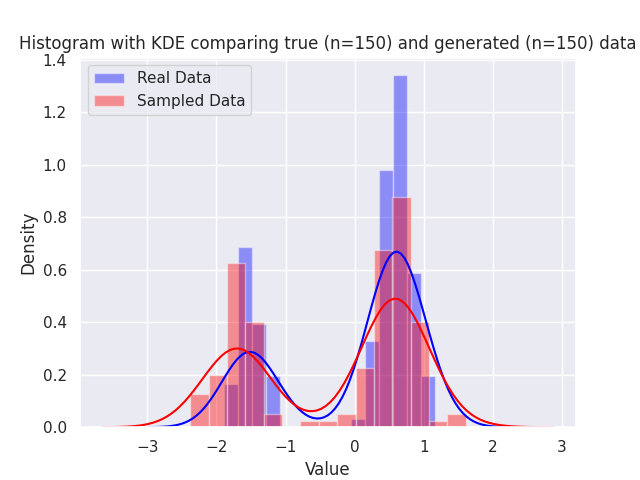 Histogram with KDE comparing true (n=150) and generated (n=150) data
Real Data
Sampled Data
Density
1.4
1.2
1.0
0.8
0.6
0.4
0.2
0.0
−3 −2 −1 0 1 2 3
Value